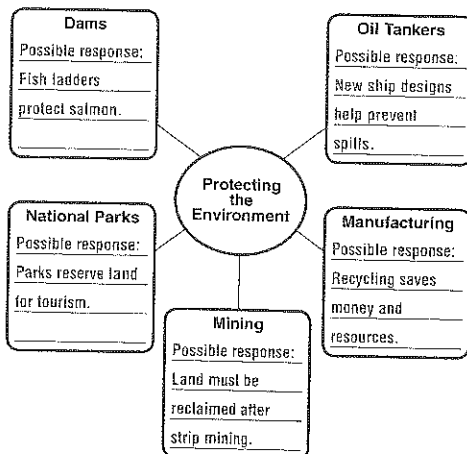 Dams
Possible response:
Fish ladders
protect salmon.
Oil Tankers
Possible response:
New ship designs
help prevent
spills.
Protecting
the
Environment
National Parks
Possible response:
Parks reserve land
for tourism.
Manufacturing
Possible response:
Recycling saves
money and
resources.
Mining
Possible response:
Land must be
reclaimed after
strip mining.